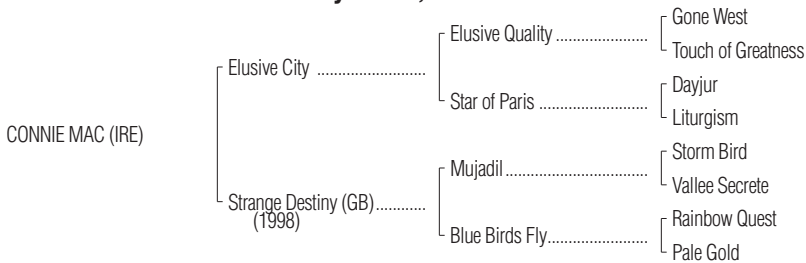 Gone West
Elusive Quality ......................
Touch of Greatness
Elusive City ..........................
Dayjur
Star of Paris ..........................
Liturgism
CONNIE MAC (IRE)
Storm Bird
Mujadil ..................................
Vallee Secrete
Strange Destiny (GB)............
(1998)
Rainbow Quest
Blue Birds Fly........................
Pale Gold